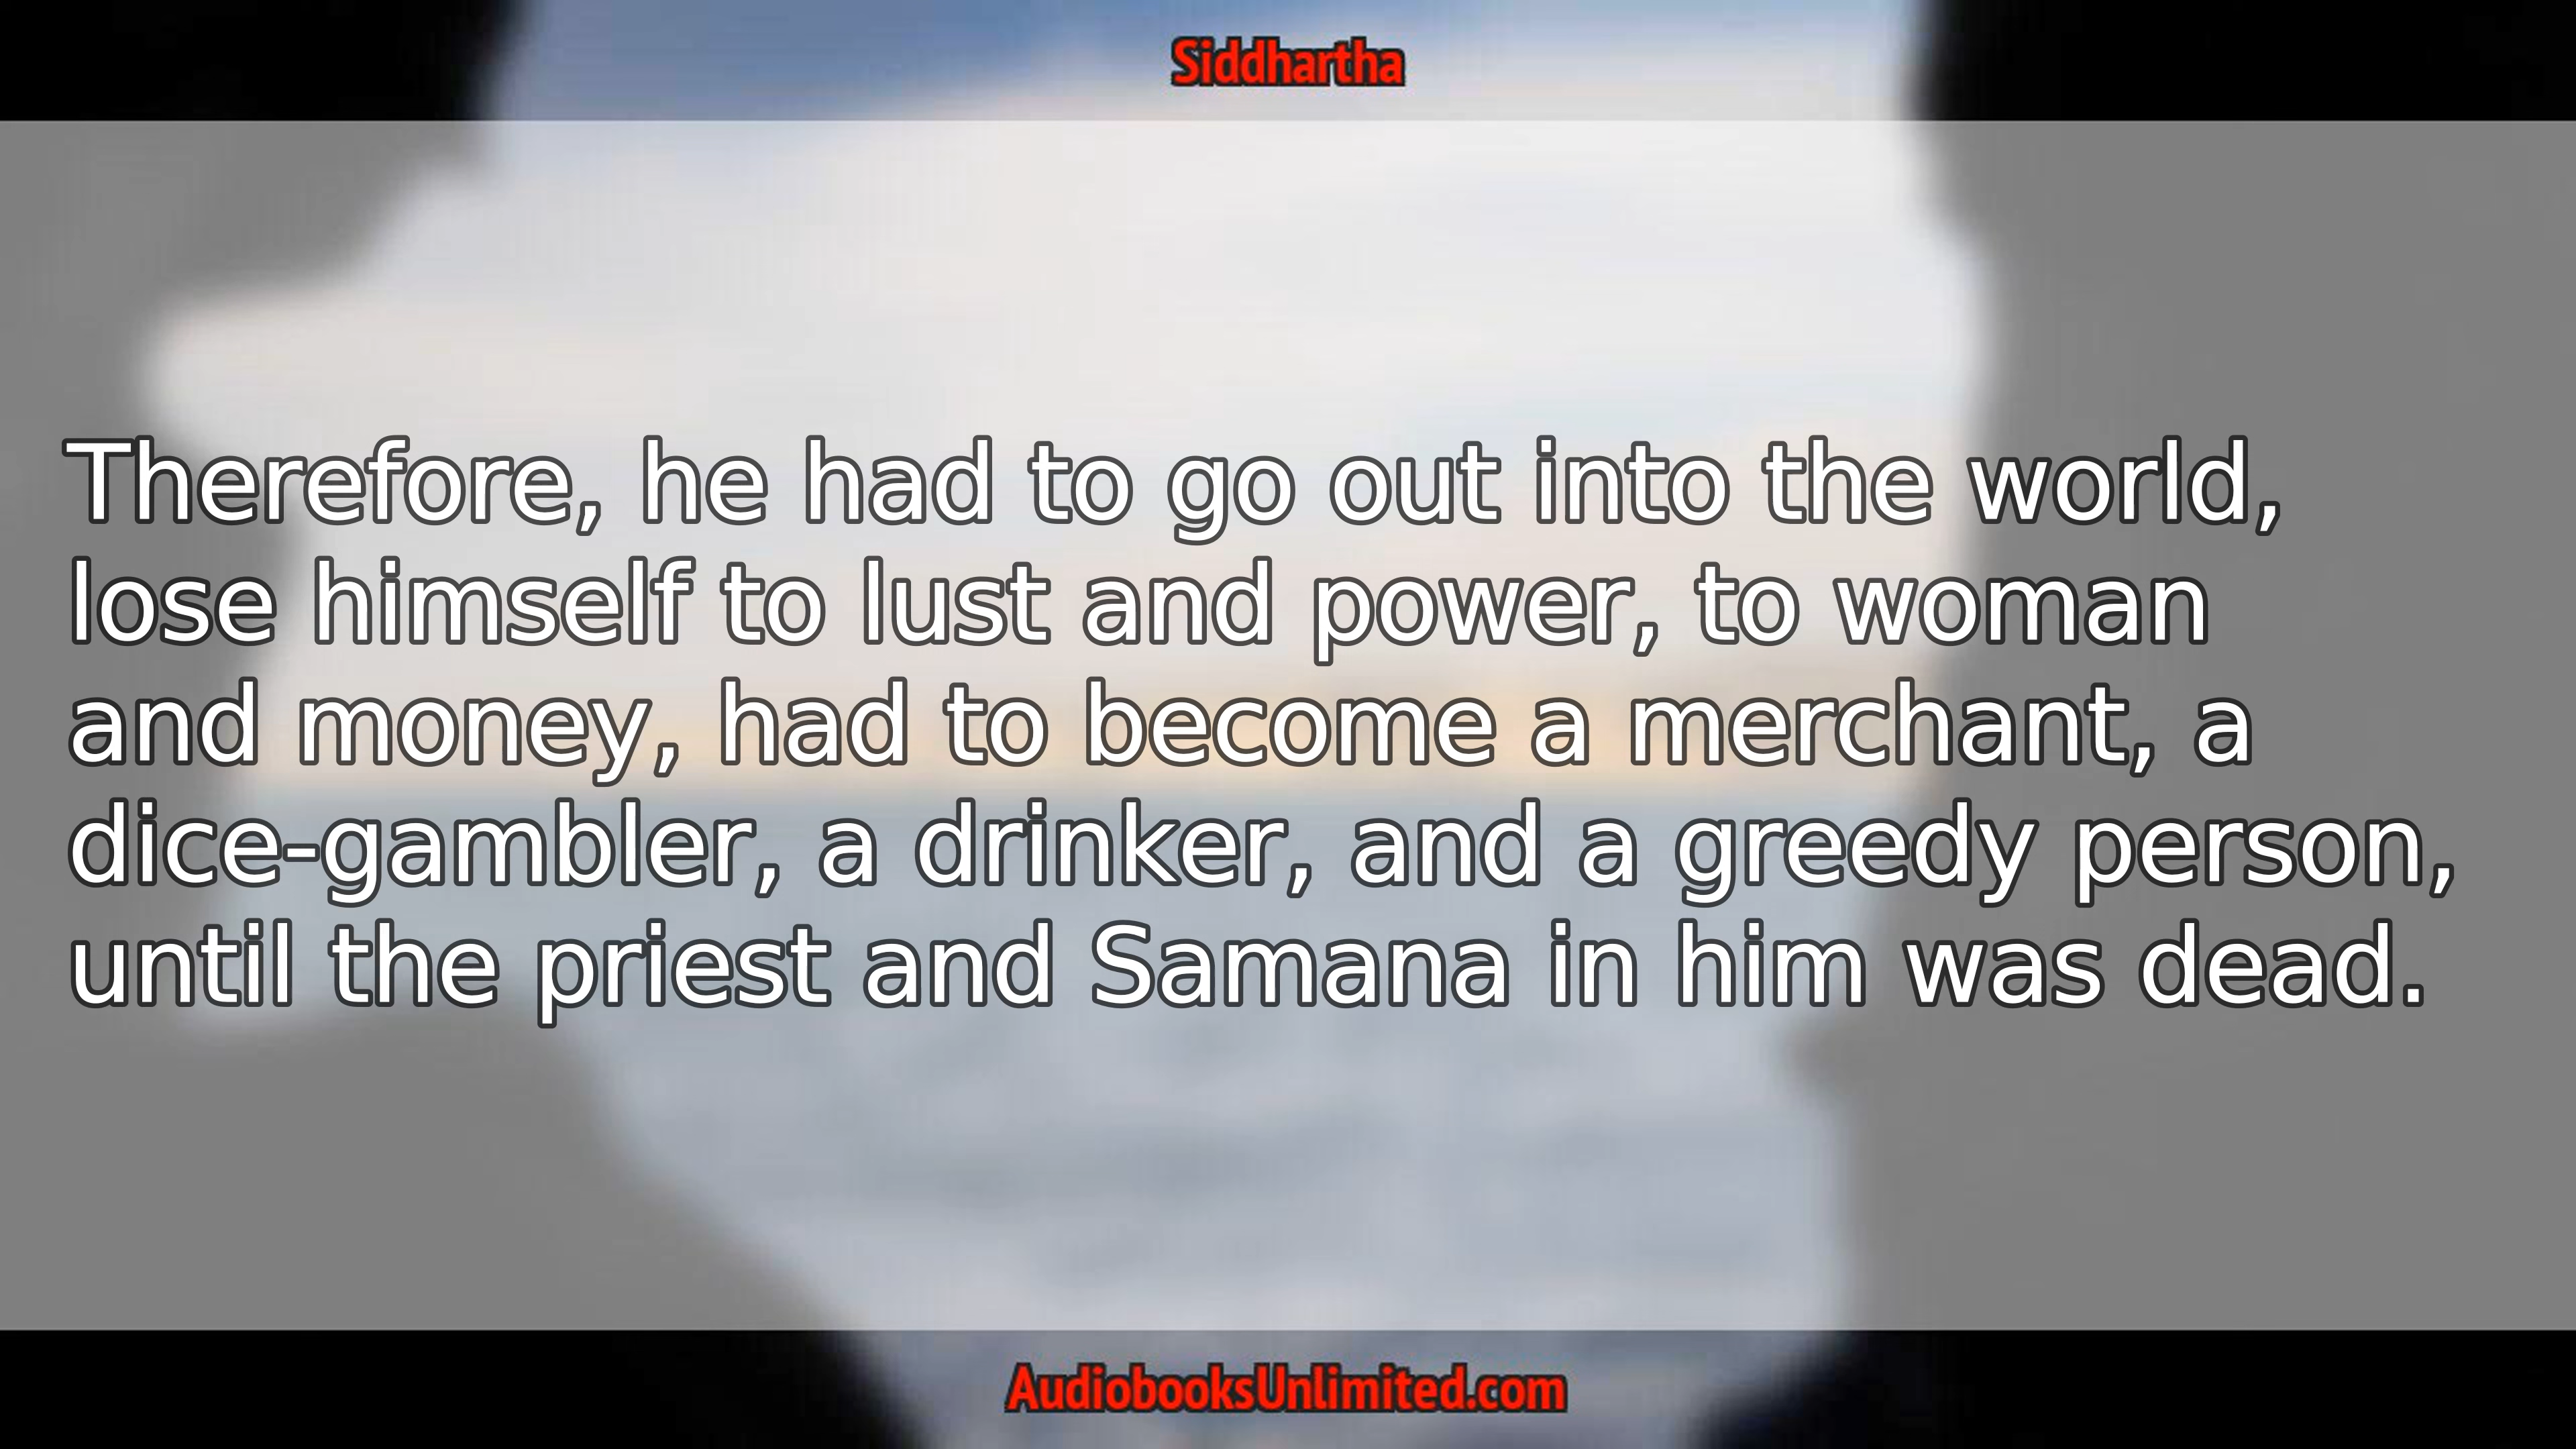 Siddhartha
Therefore, he had to go out into the world,
lose himself to lust and power, to woman
and money, had to become a merchant, a
dice-gambler, a drinker, and a greedy person,
until the priest and Samana in him was dead.
AudiobooksUnlimited.com